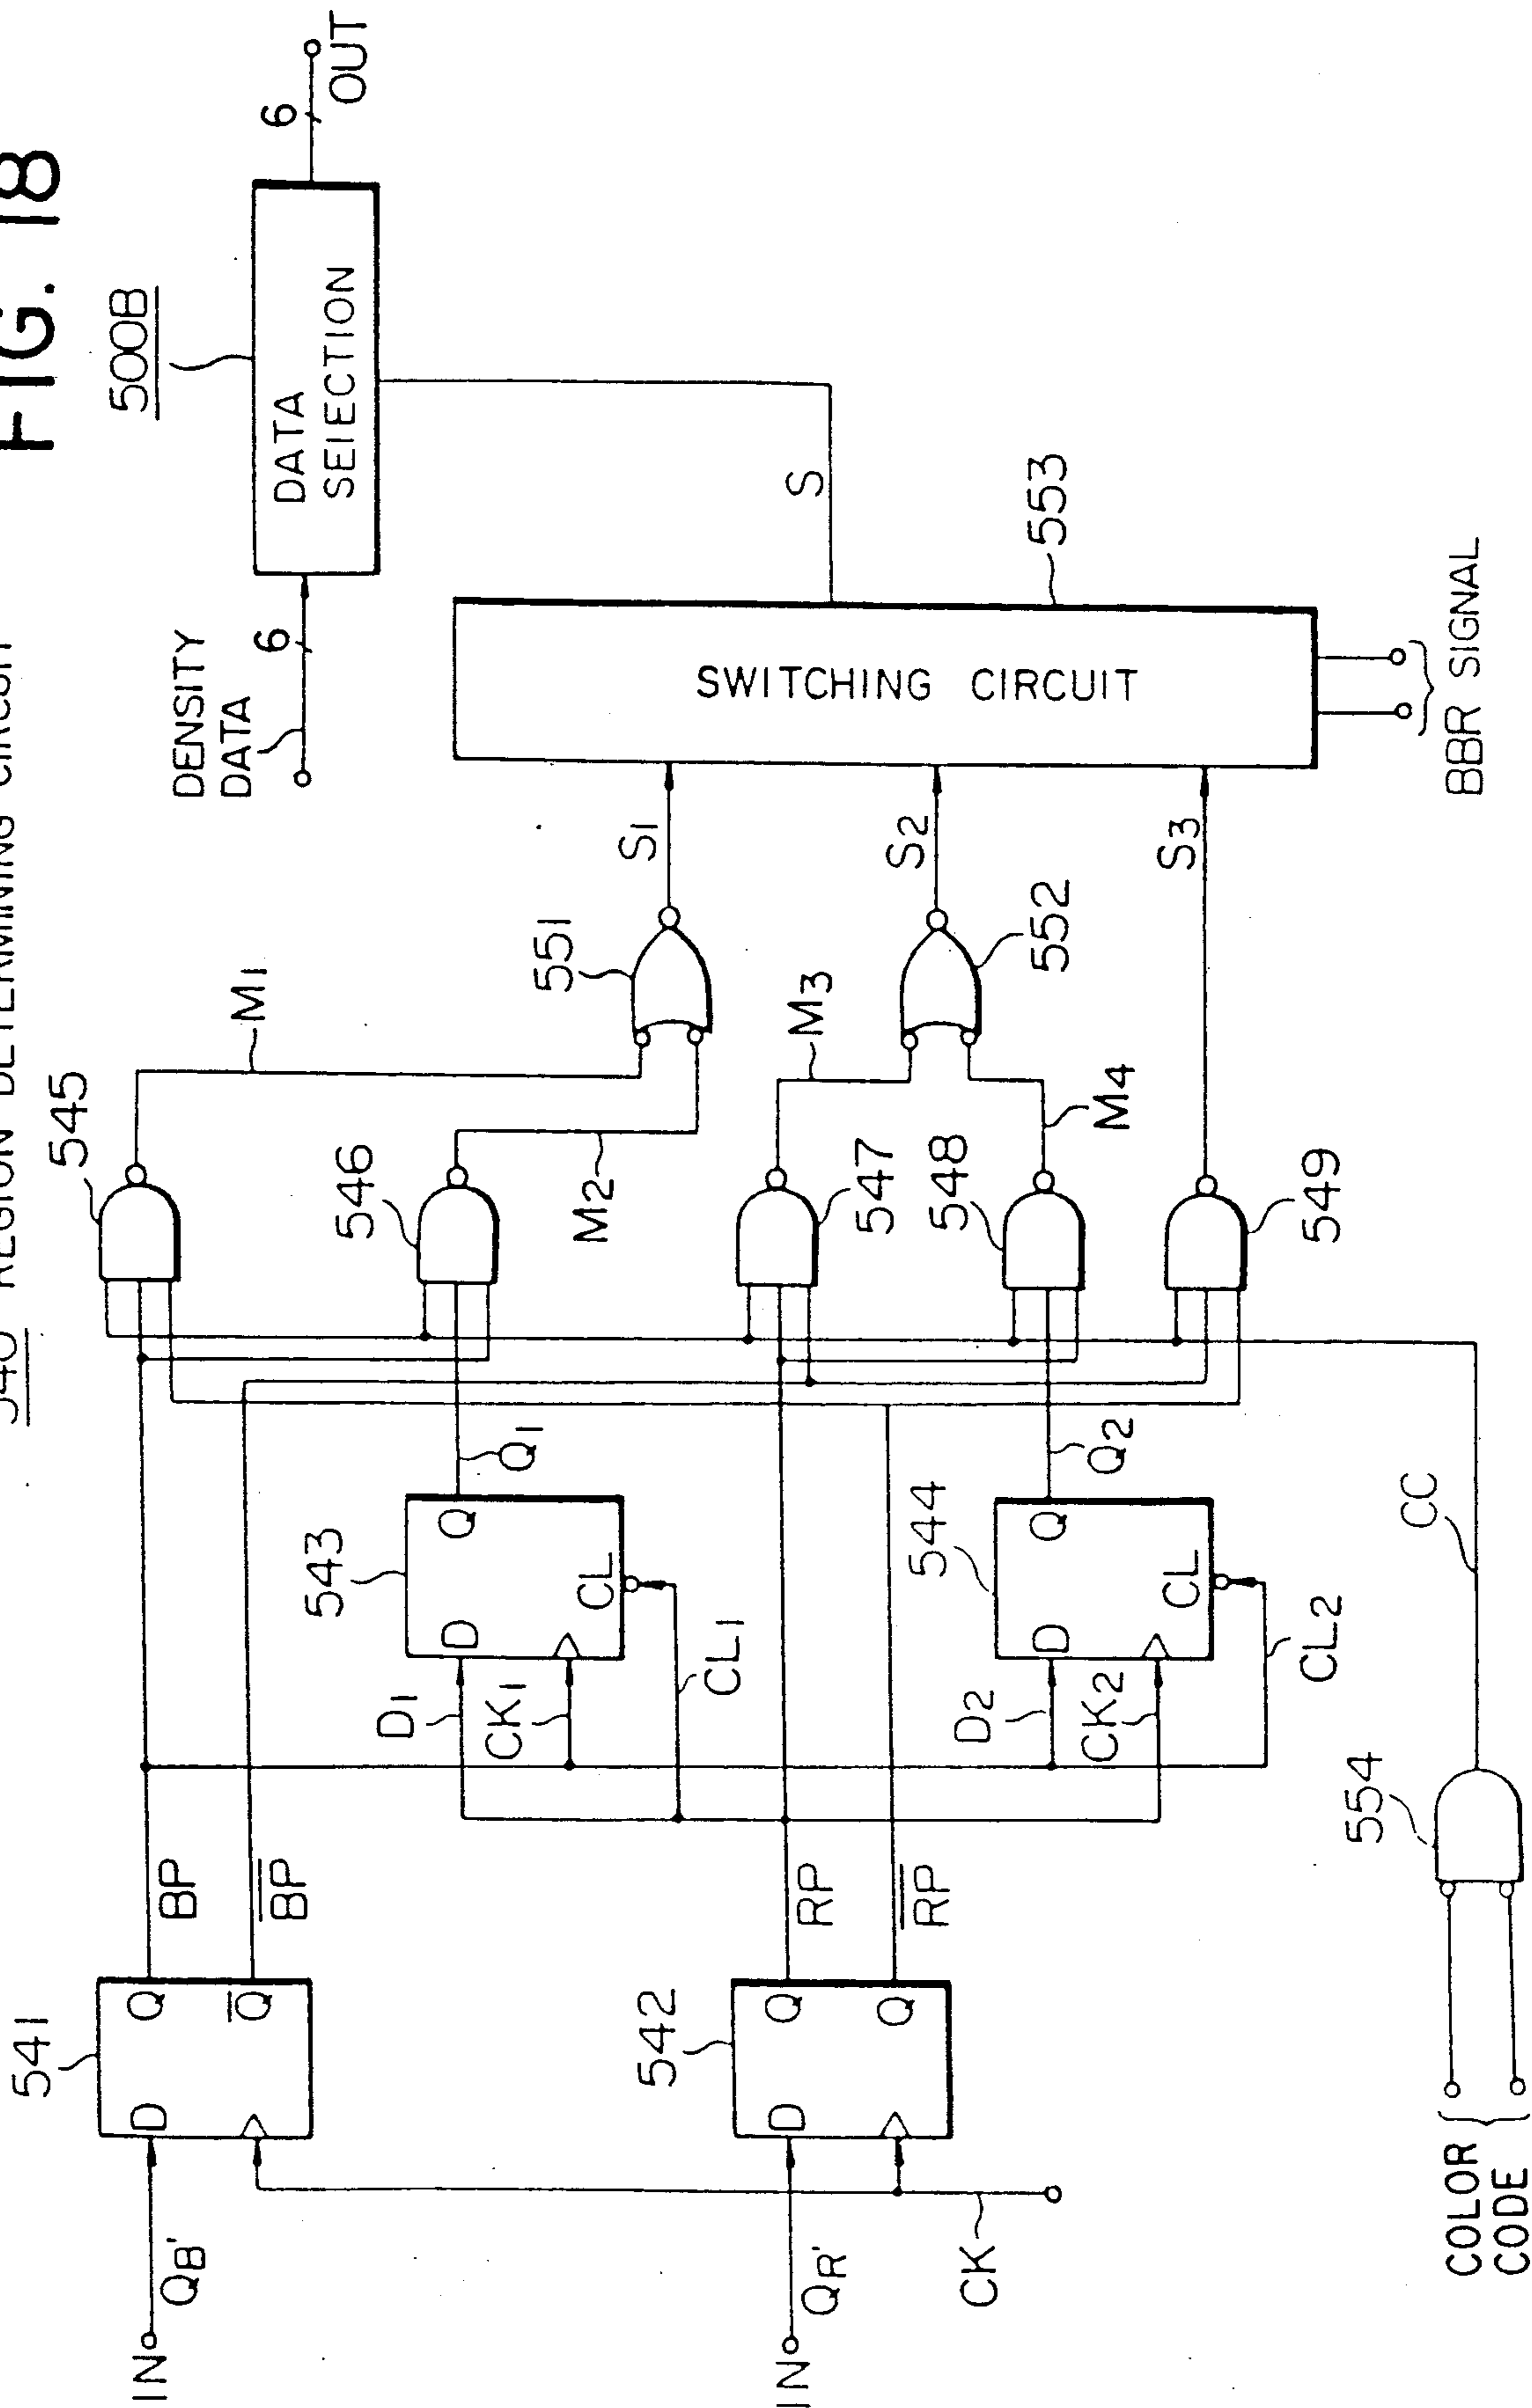 FIG. 18
540 REGION DETERMINING CIRCUIT
500B
DATA
SEIECTION
6
OUT
DENSITY
DATA
6
S
SWITCHING CIRCUIT
553
BBR SIGNAL
S1
S2
S3
551
552
M1
M2
M3
M4
545
546
547
548
549
Q1
Q2
543
D
Q
CL
544
D
Q
CL
D1
CK1
CL1
D2
CK2
CL2
CC
554
BP
B̅P̅
RP
R̅P̅
541
D
Q
Q̅
542
D
Q
Q
IN
QB'
IN
QR'
CK
COLOR
CODE